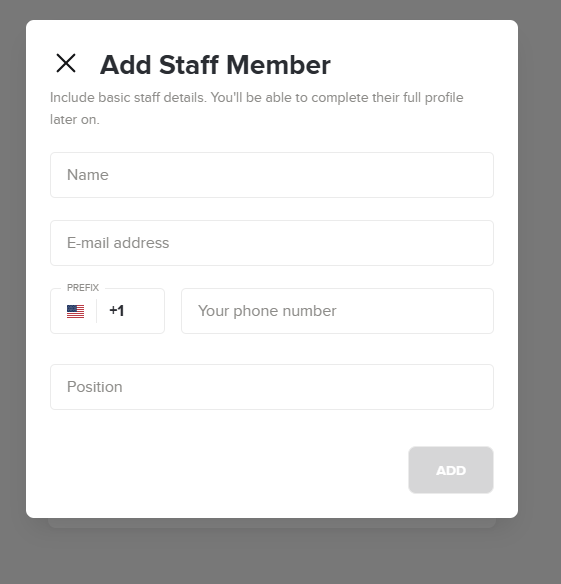 Add Staff Member
Include basic staff details. You'll be able to complete their full profile
later on.
Name
E-mail address
PREFIX
+1
Your phone number
Position
ADD